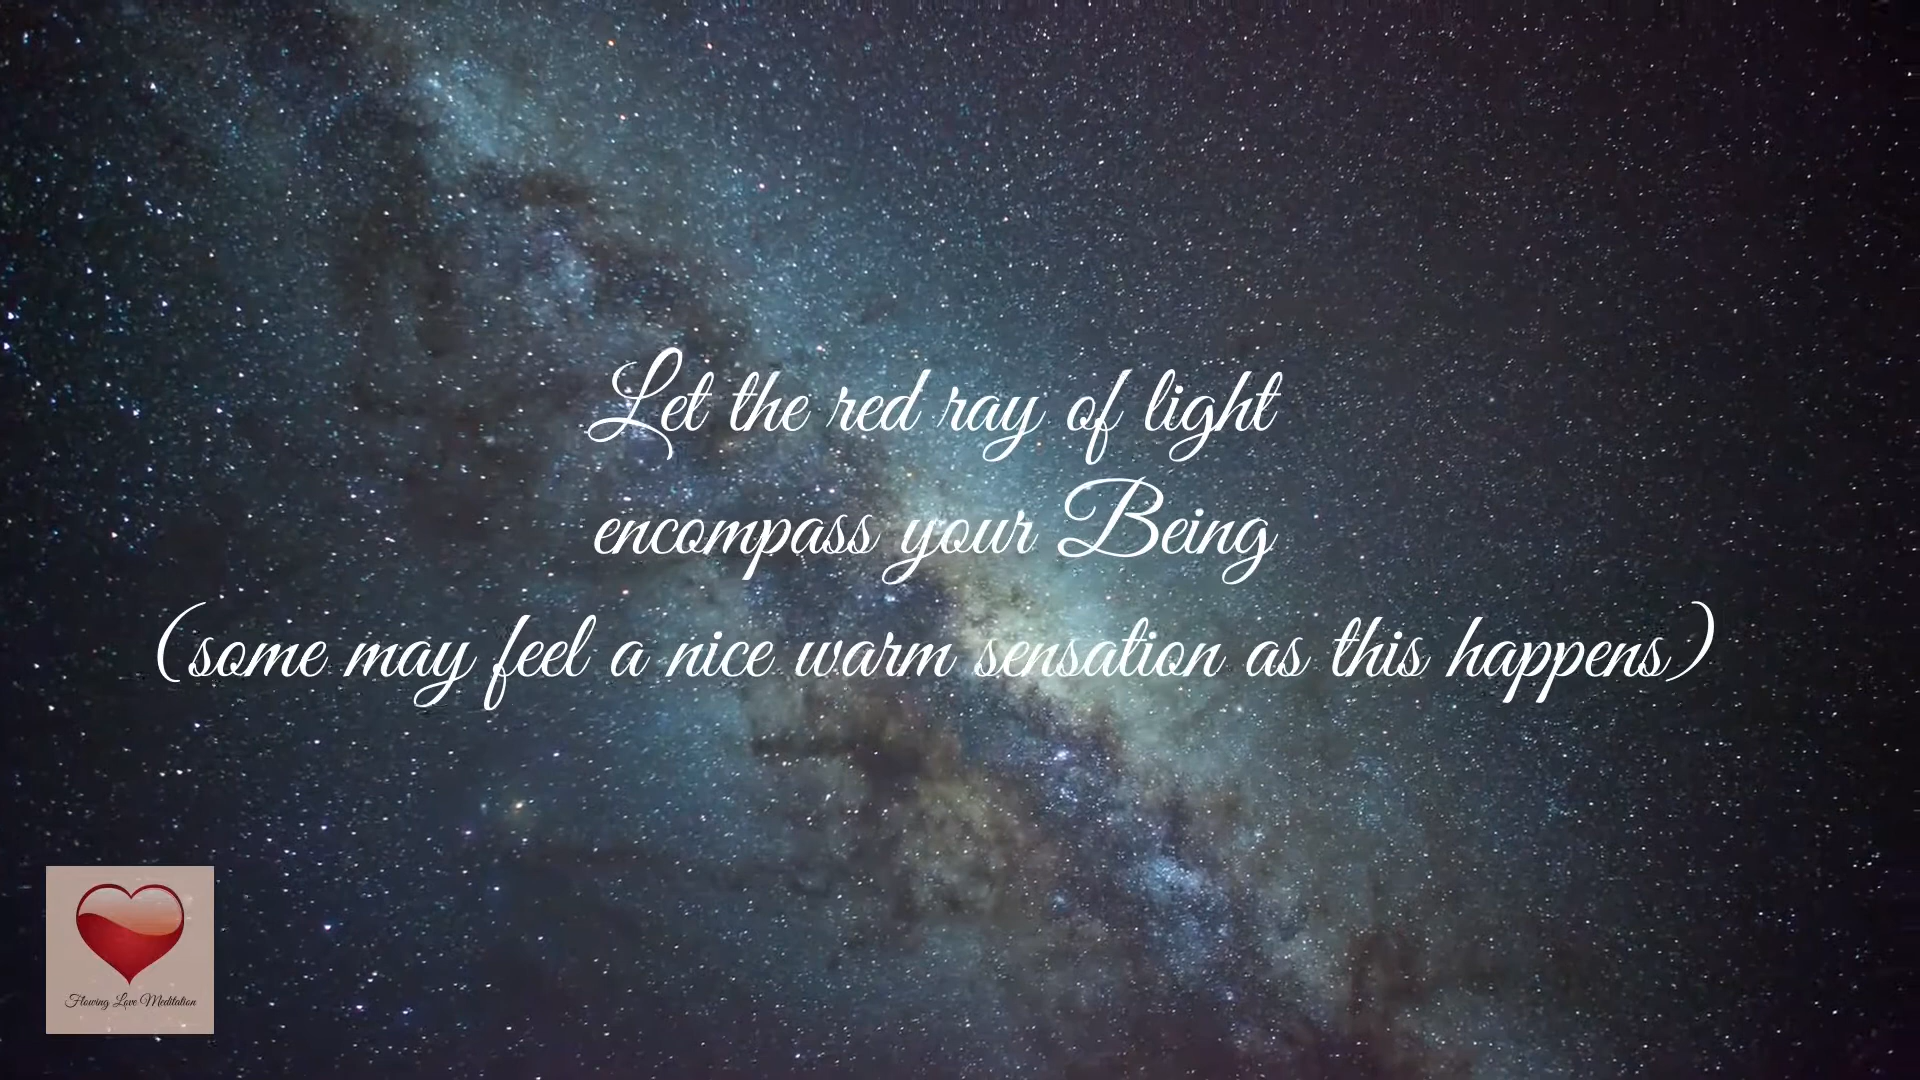 Let the red ray of light
encompass your Being
(some may feel a nice warm sensation as this happens)
Flowing Love Meditation